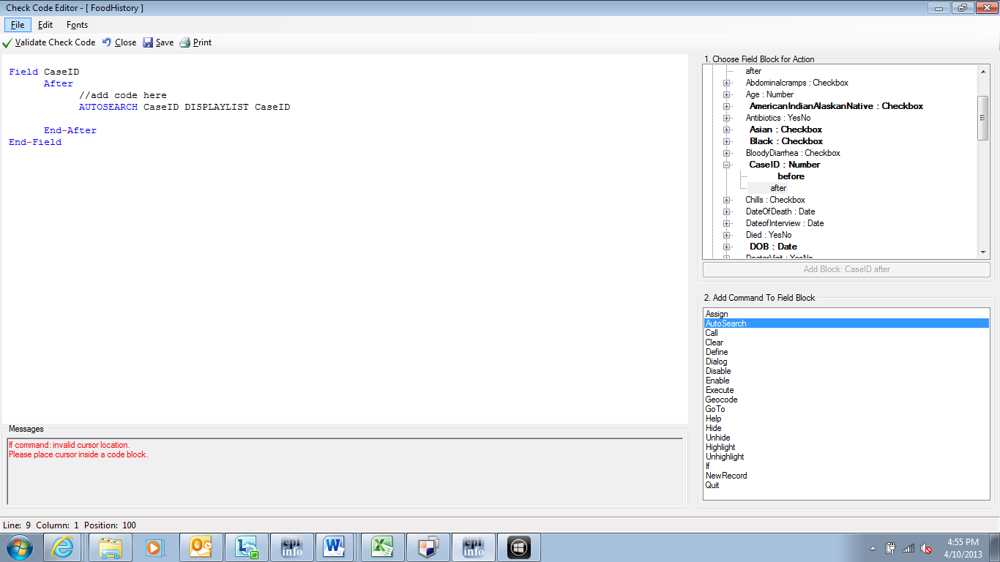 Check Code Editor - [ FoodHistory ]
File Edit Fonts
Validate Check Code Close Save Print
Field CaseID
After
//add code here
AUTOSEARCH CaseID DISPLAYLIST CaseID
End-After
End-Field
1. Choose Field Block for Action
after
Abdominalcramps : Checkbox
Age : Number
AmericanIndianAlaskanNative : Checkbox
Antibiotics : YesNo
Asian : Checkbox
Black : Checkbox
BloodyDiarrhea : Checkbox
CaseID : Number
before
after
Chills : Checkbox
DateOfDeath : Date
DateofInterview : Date
Died : YesNo
DOB : Date
DoctorVisit : YesNo
Add Block: CaseID after
2. Add Command To Field Block
Assign
AutoSearch
Call
Clear
Define
Dialog
Disable
Enable
Execute
Geocode
GoTo
Help
Hide
Unhide
Highlight
Unhighlight
If
NewRecord
Quit
Messages
If command: invalid cursor location.
Please place cursor inside a code block.
Line: 9 Column: 1 Position: 100
epi info
epi info
4:55 PM
4/10/2013